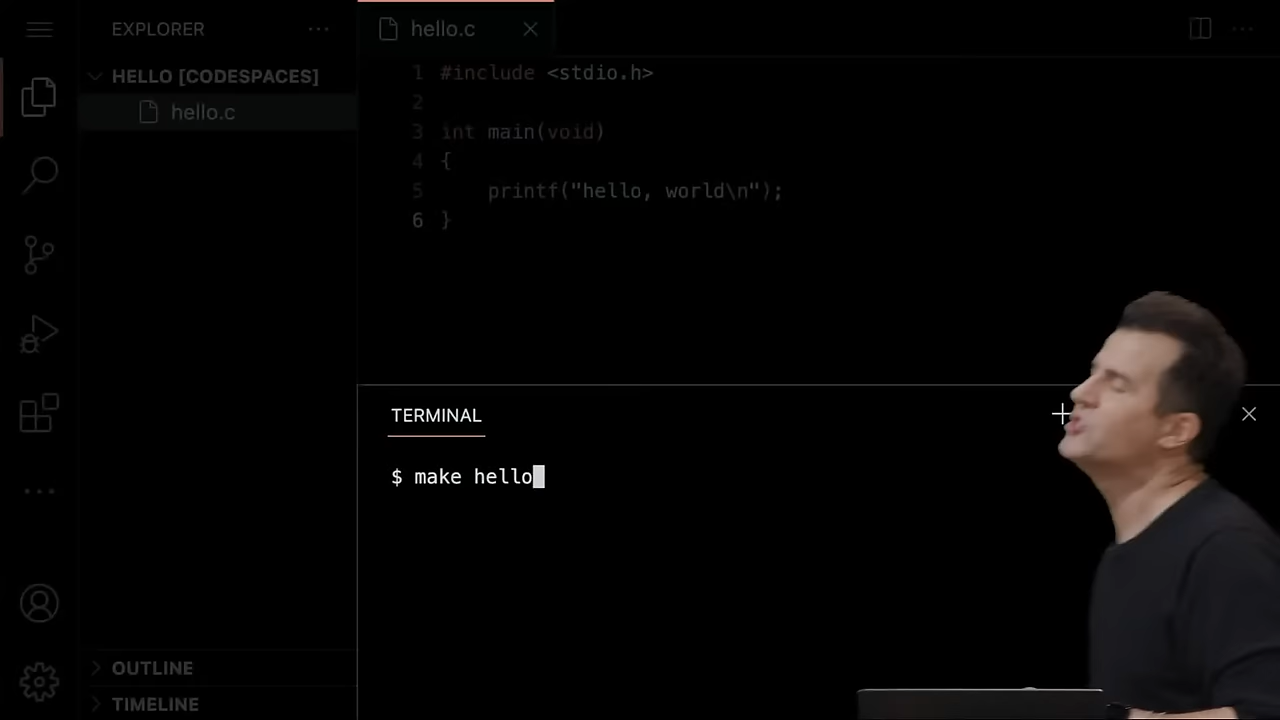 EXPLORER
HELLO [CODESPACES]
hello.c
OUTLINE
TIMELINE
hello.c
1 #include <stdio.h>
2
3 int main(void)
4 {
5     printf("hello, world\n");
6 }
TERMINAL
$ make hello